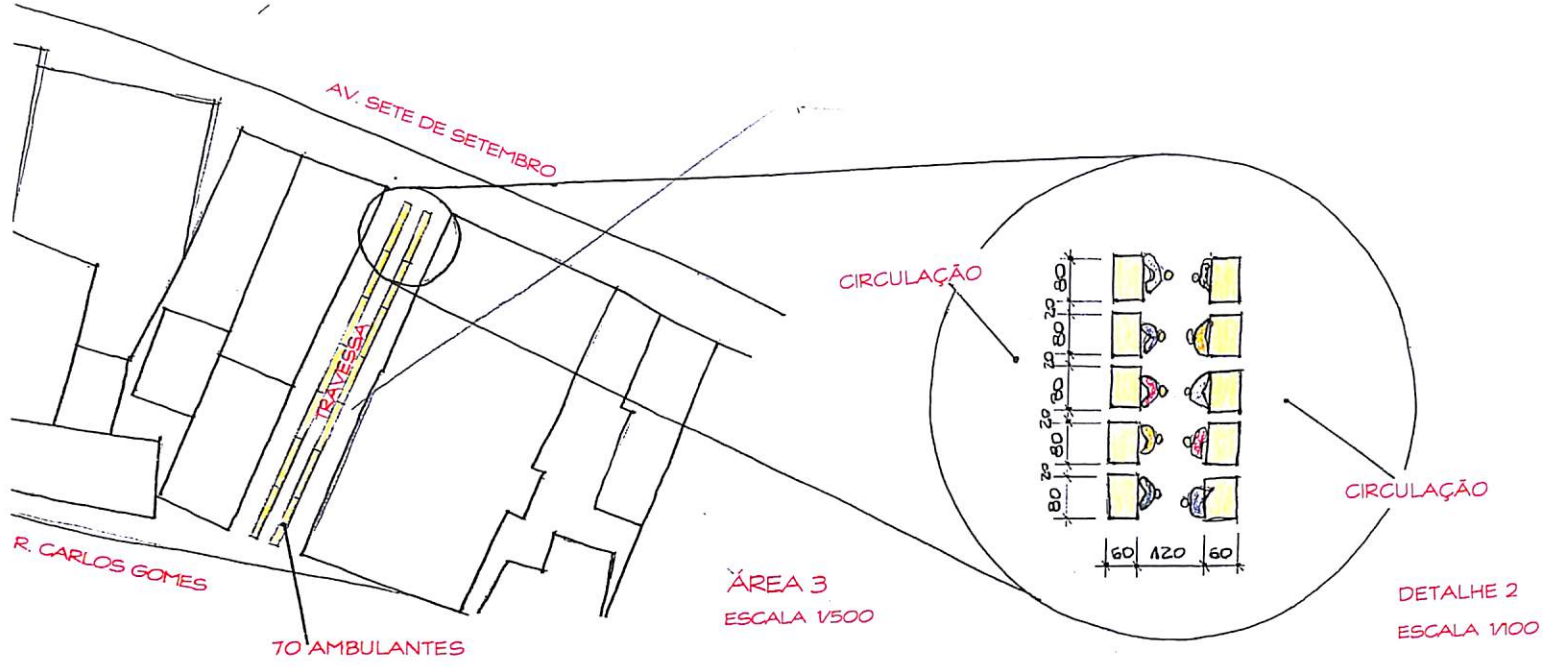 AV. SETE DE SETEMBRO
TRAVESSA
R. CARLOS GOMES
70 AMBULANTES
ÁREA 3
ESCALA 1/500
CIRCULAÇÃO
80
20
80
20
80
20
80
20
80
60 120 60
CIRCULAÇÃO
DETALHE 2
ESCALA 1/100